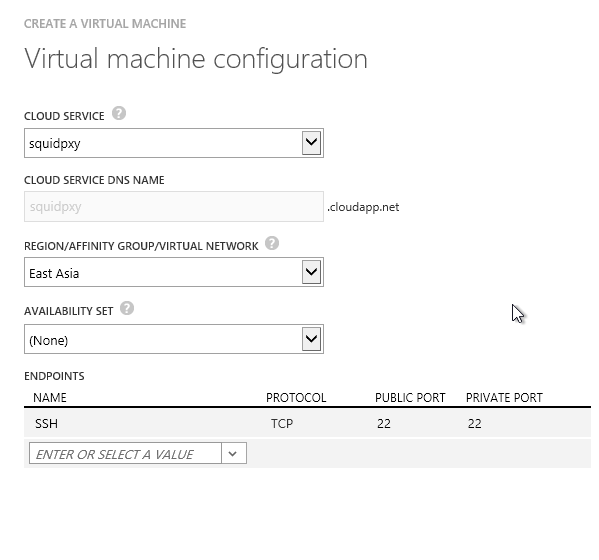 CREATE A VIRTUAL MACHINE
Virtual machine configuration
CLOUD SERVICE ?
squidpxy
CLOUD SERVICE DNS NAME
squidpxy .cloudapp.net
REGION/AFFINITY GROUP/VIRTUAL NETWORK ?
East Asia
AVAILABILITY SET ?
(None)
ENDPOINTS
NAME PROTOCOL PUBLIC PORT PRIVATE PORT
SSH TCP 22 22
ENTER OR SELECT A VALUE